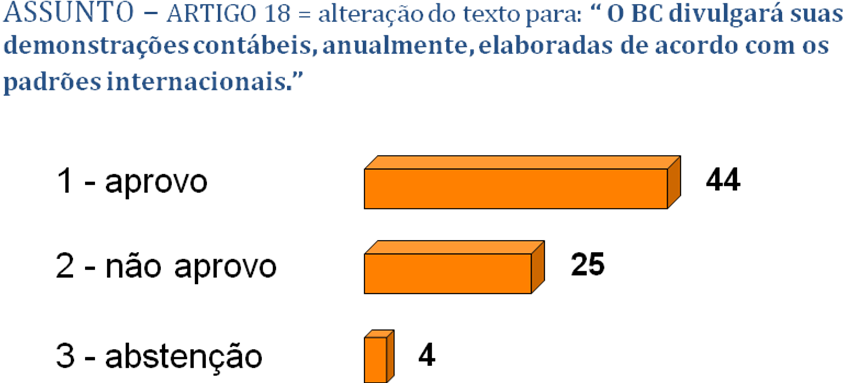 ASSUNTO – ARTIGO 18 = alteração do texto para: “ O BC divulgará suas
demonstrações contábeis, anualmente, elaboradas de acordo com os
padrões internacionais.”
1 - aprovo 44
2 - não aprovo 25
3 - abstenção 4